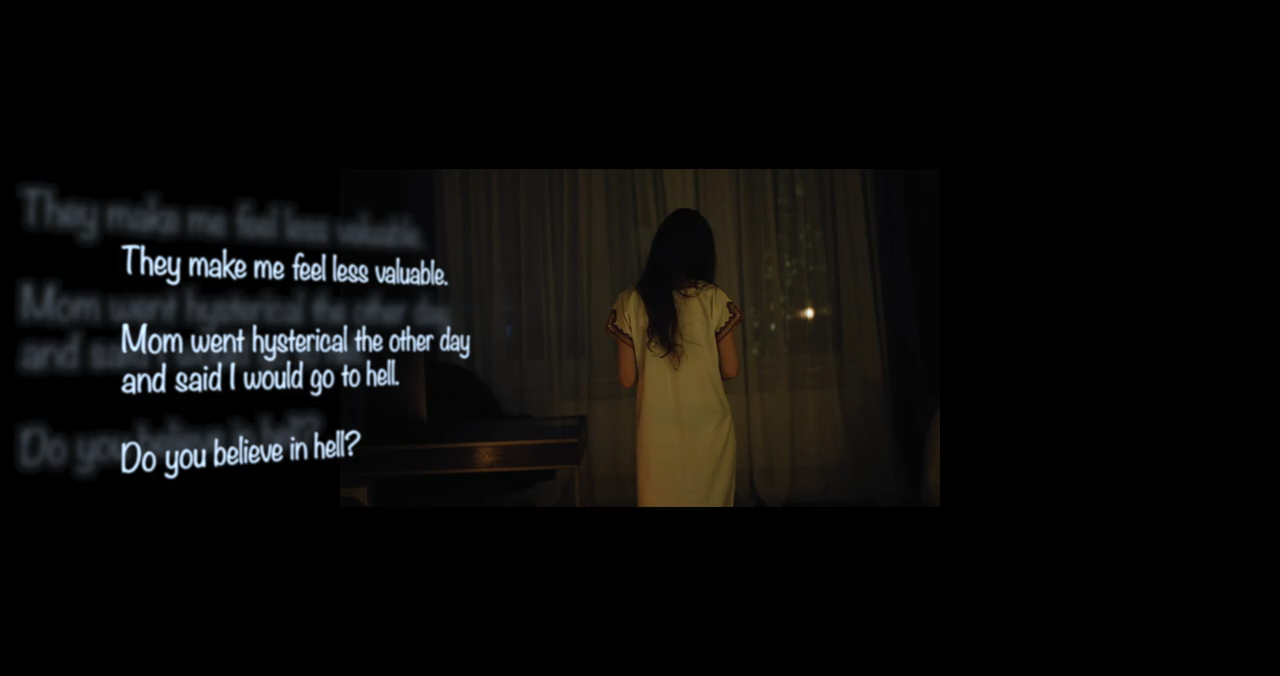 They make me feel less valuable.
Mom went hysterical the other day
and said I would go to hell.
Do you believe in hell?